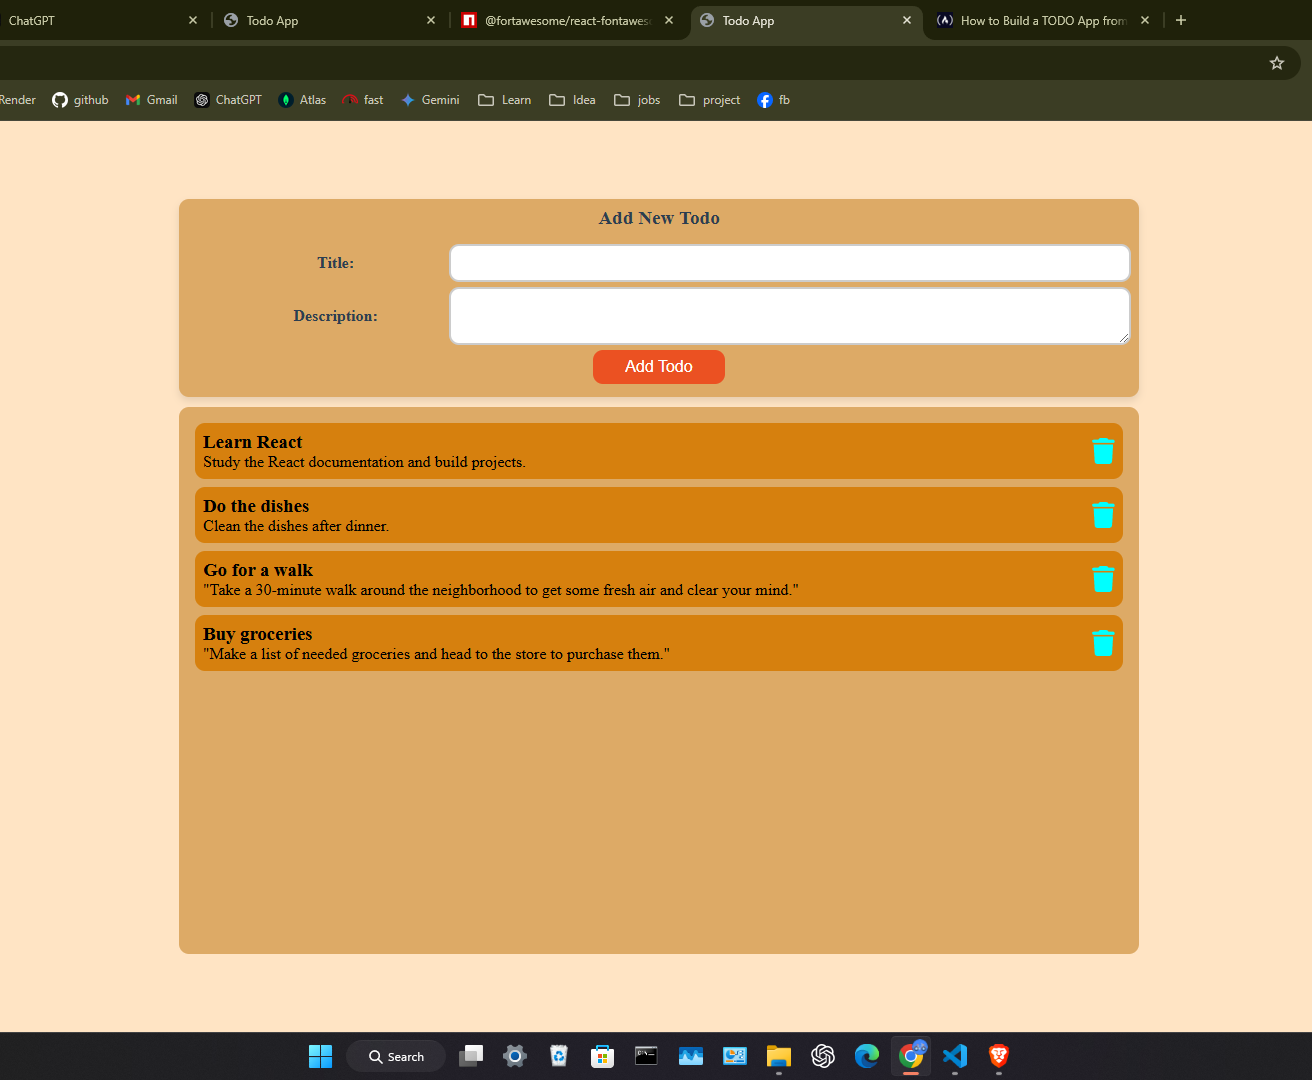 ChatGPT
Todo App
@fortawesome/react-fontawes
Todo App
How to Build a TODO App from
Render
github
Gmail
ChatGPT
Atlas
fast
Gemini
Learn
Idea
jobs
project
fb
Add New Todo
Title:
Description:
Add Todo
Learn React
Study the React documentation and build projects.
Do the dishes
Clean the dishes after dinner.
Go for a walk
"Take a 30-minute walk around the neighborhood to get some fresh air and clear your mind."
Buy groceries
"Make a list of needed groceries and head to the store to purchase them."
Search